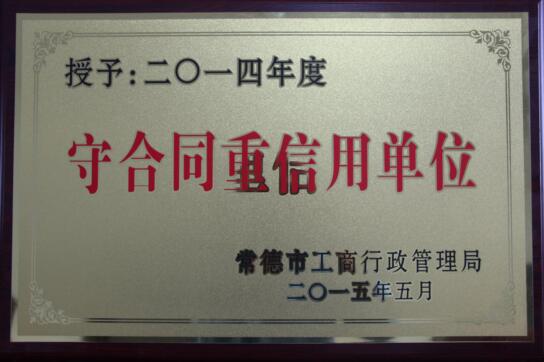 授予:二〇一四年度
守合同重信用单位
常德市工商行政管理局
二〇一五年五月